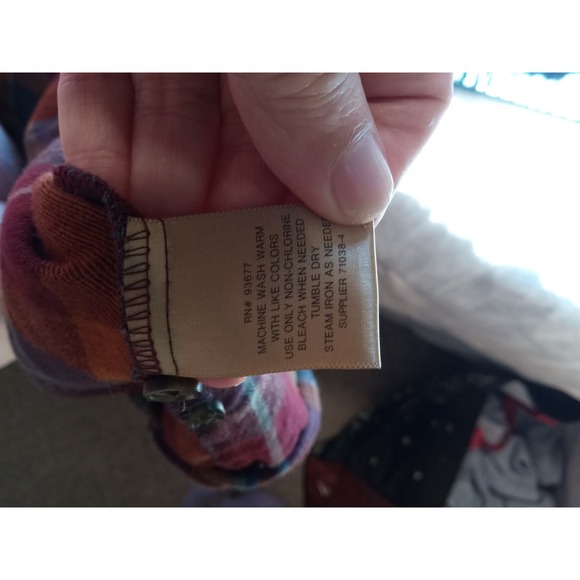 RN# 93677
MACHINE WASH WARM
WITH LIKE COLORS
USE ONLY NON-CHLORINE
BLEACH WHEN NEEDED
TUMBLE DRY
STEAM IRON AS NEEDE
SUPPLIER 71038-4